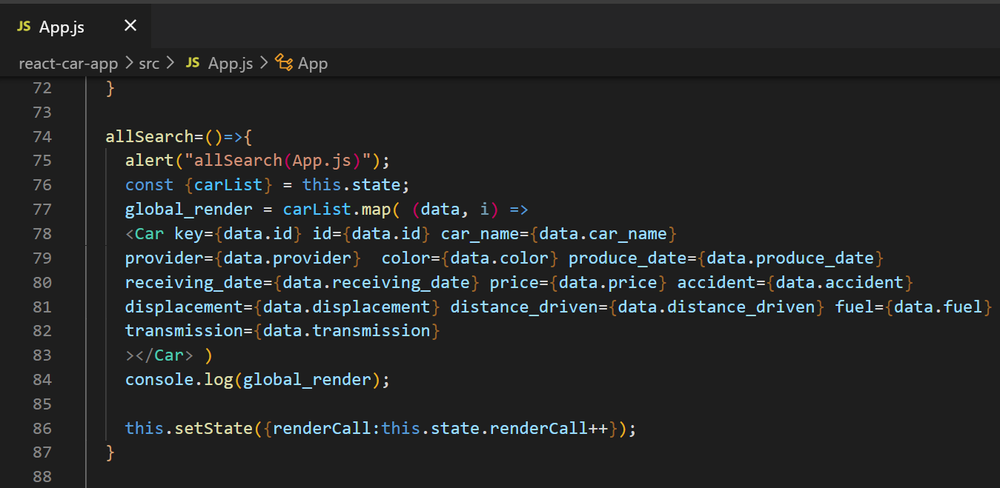 JS App.js ×
react-car-app > src > JS App.js > App
72 }
73
74 allSearch=()=>{
75 alert("allSearch(App.js)");
76 const {carList} = this.state;
77 global_render = carList.map( (data, i) =>
78 <Car key={data.id} id={data.id} car_name={data.car_name}
79 provider={data.provider}  color={data.color} produce_date={data.produce_date}
80 receiving_date={data.receiving_date} price={data.price} accident={data.accident}
81 displacement={data.displacement} distance_driven={data.distance_driven} fuel={data.fuel}
82 transmission={data.transmission}
83 ></Car> )
84 console.log(global_render);
85
86 this.setState({renderCall:this.state.renderCall++});
87 }
88